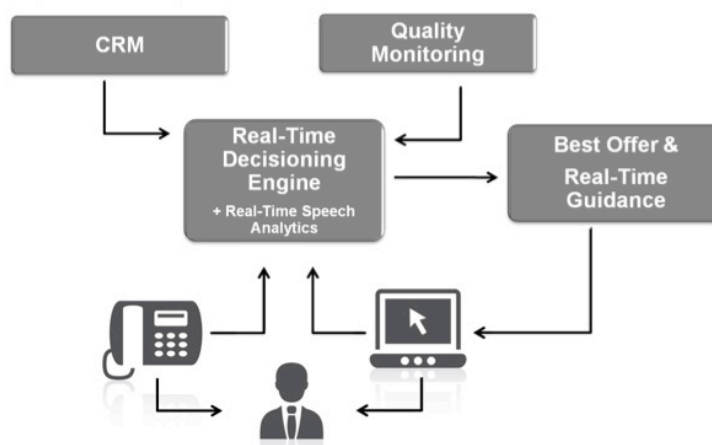 CRM
Quality
Monitoring
Real-Time
Decisioning
Engine
+ Real-Time Speech
Analytics
Best Offer &
Real-Time
Guidance